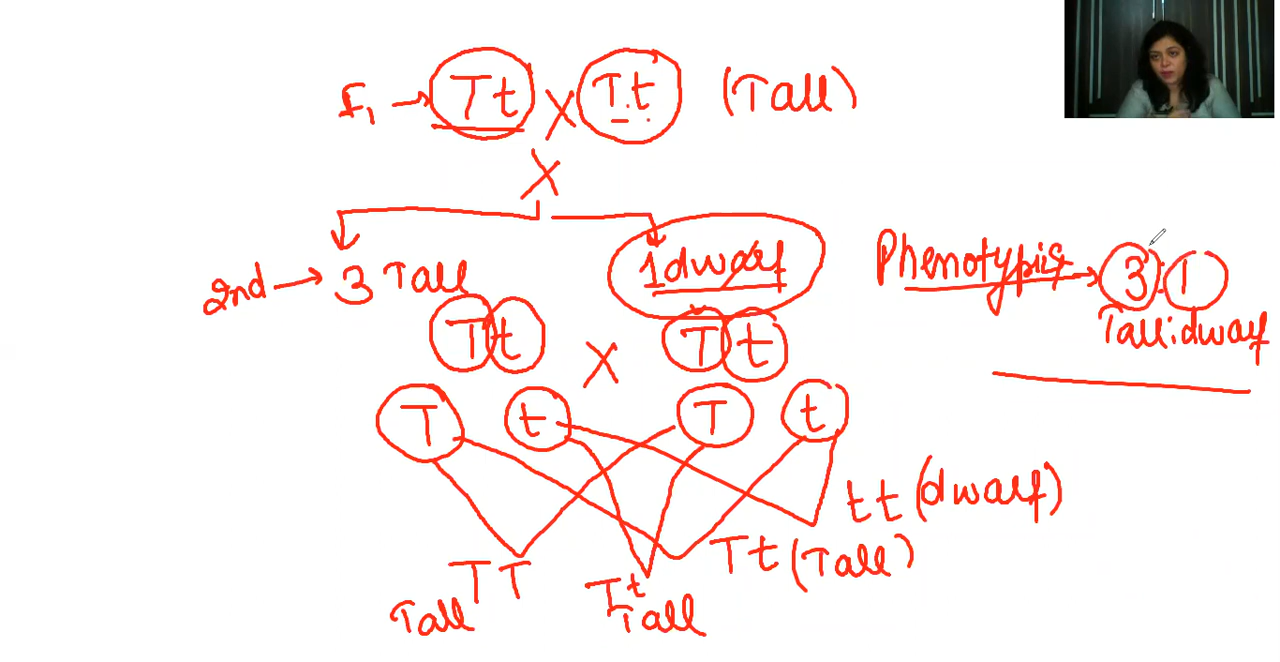 F1 → Tt X T.t (Tall)
X
2nd → 3 Tall 1 dwarf
Phenotypic → 3:1
Tall:dwarf
Tt X Tt
T t T t
tt (dwarf)
Tt (Tall)
TT
Tall
Tt
Tall